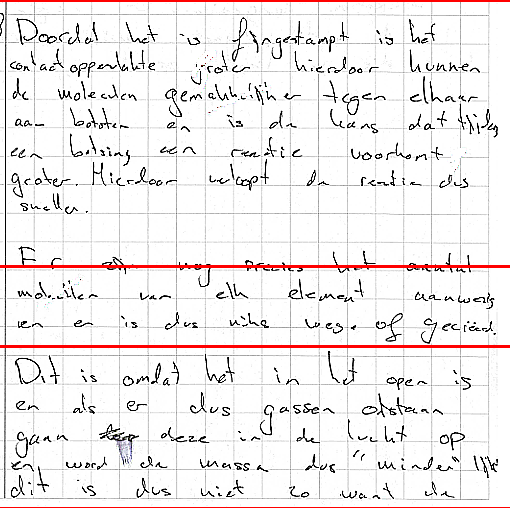 Doordat het is fijngestampt is het
contactoppervlakte groter hierdoor kunnen
de moleculen gemakkelijker tegen elkaar
aan botsten en is de kans dat tijdens
een botsing een reactie voorkomt
groter. Hierdoor verloopt de reactie dus
sneller.
Er nog precies het aantal
moleculen van elk element aanwezig
en er is dus niks weg of gecreëerd.
Dit is omdat het in het open is
en als er dus gassen ontstaan
gaan deze in de lucht op
en word de massa dus "minder" lijkt
dit is dus niet zo want de